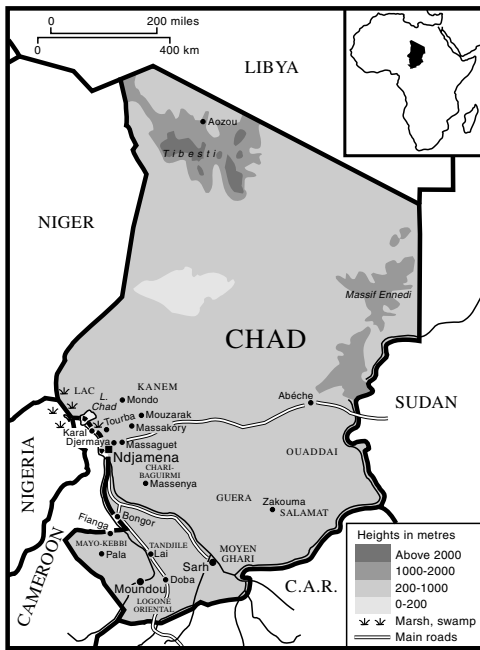 0 200 miles
0 400 km
LIBYA
Aozou
Tibesti
NIGER
Massif Ennedi
CHAD
LAC
L.
Chad
KANEM
Mondo
Abéche
SUDAN
Mouzarak
Tourba
Massakory
Karal
Djermaya
Massaguet
OUADDAI
Ndjamena
NIGERIA
CHARI-
BAGUIRMI
Massenya
GUERA
Zakouma
SALAMAT
Bongor
Fianga
MAYO-KEBBI
TANDJILE
MOYEN
GHARI
Pala
Lai
Sarh
CAMEROON
Moundou
Doba
C.A.R.
LOGONE
ORIENTAL
Heights in metres
Above 2000
1000-2000
200-1000
0-200
Marsh, swamp
Main roads